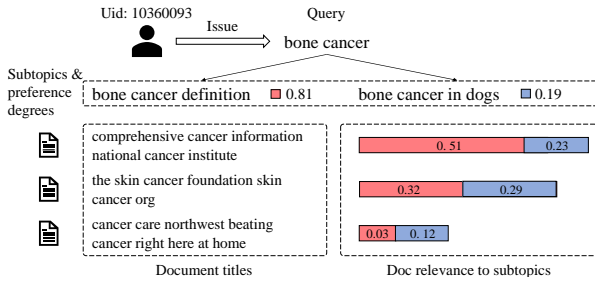 Uid: 10360093
Query
Issue
bone cancer
Subtopics &
preference
degrees
bone cancer definition 0.81 bone cancer in dogs 0.19
comprehensive cancer information
national cancer institute
0. 51 0.23
the skin cancer foundation skin
cancer org
0.32 0.29
cancer care northwest beating
cancer right here at home
0.03 0. 12
Document titles
Doc relevance to subtopics